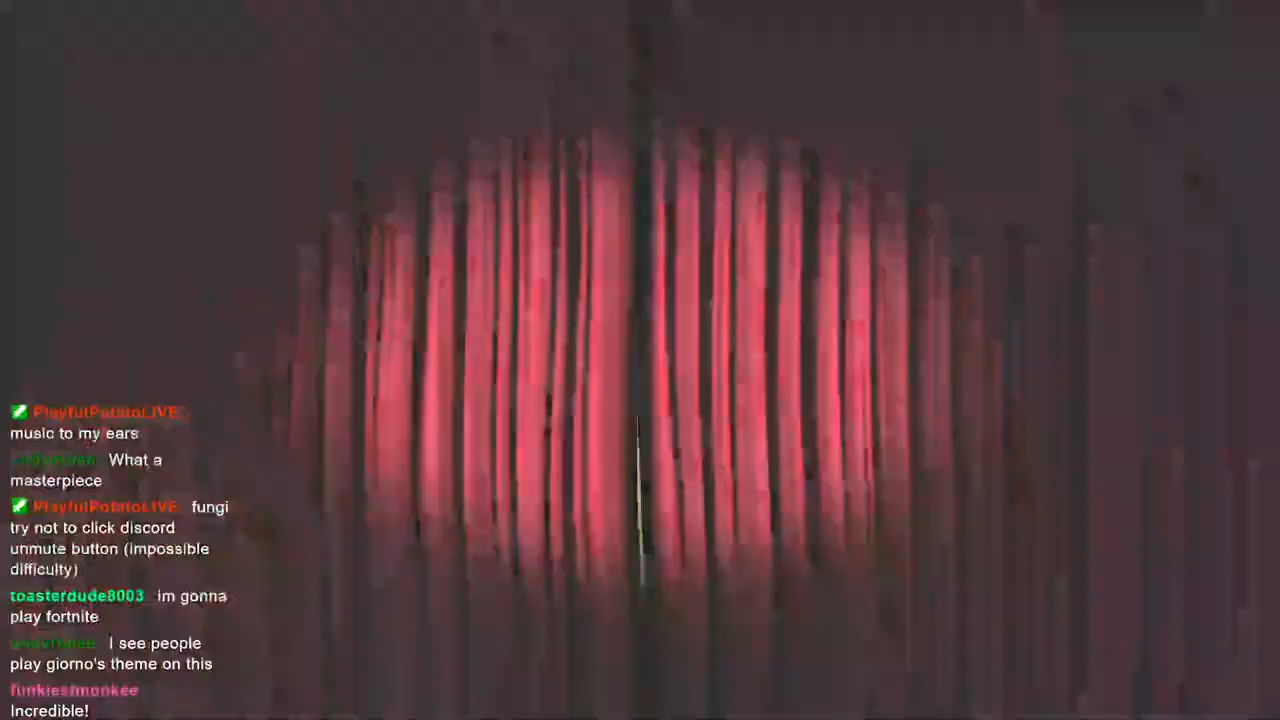 PlayfulPotatoLIVE
music to my ears
What a
masterpiece
PlayfulPotatoLIVE fungi
try not to click discord
unmute button (impossible
difficulty)
toasterdude8003 im gonna
play fortnite
I see people
play giorno's theme on this
funkiestmonkee
Incredible!